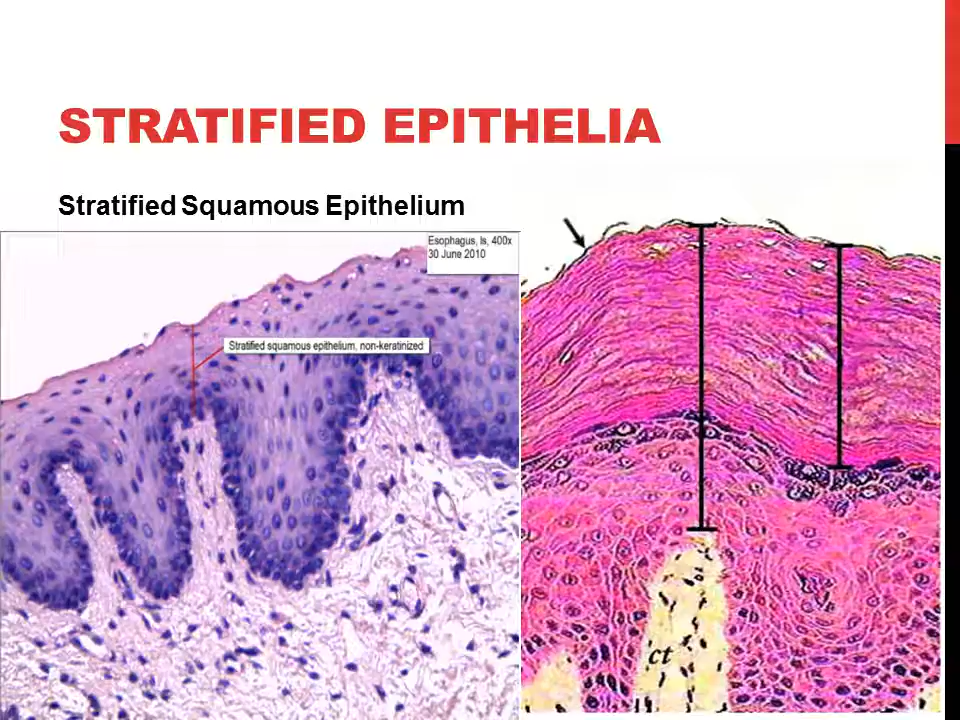 STRATIFIED EPITHELIA
Stratified Squamous Epithelium
Esophagus, ls, 400x
30 June 2010
Stratified squamous epithelium, non-keratinized
ct